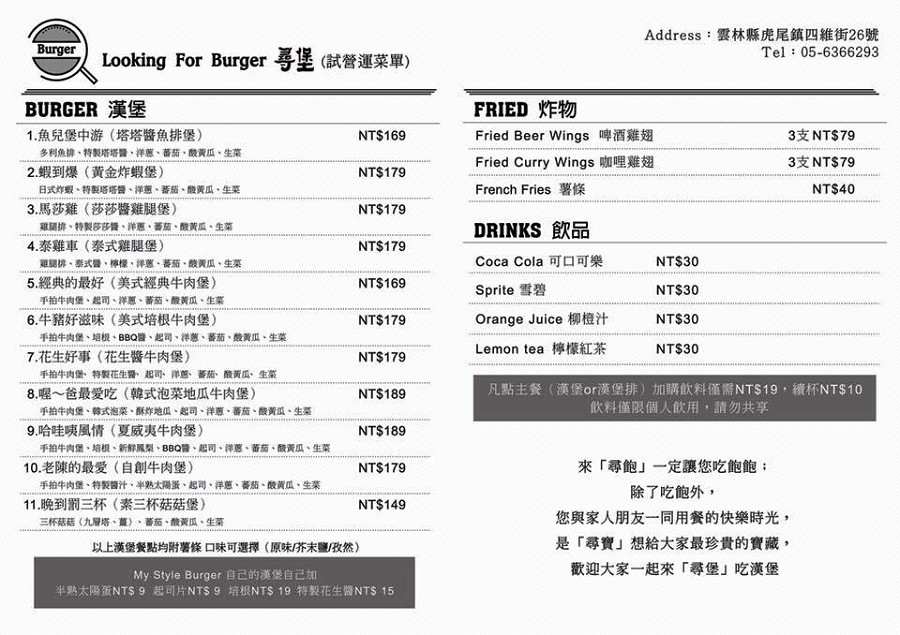 Burger
Looking For Burger 尋堡 (試營運菜單)
Address：雲林縣虎尾鎮四維街26號
Tel：05-6366293
BURGER 漢堡
1.魚兒堡中游（塔塔醬魚排堡） NT$169
多利魚排、特製塔塔醬、洋蔥、蕃茄、酸黃瓜、生菜
2.蝦到爆（黃金炸蝦堡） NT$179
日式炸蝦、特製塔塔醬、洋蔥、蕃茄、酸黃瓜、生菜
3.馬莎雞（莎莎醬雞腿堡） NT$179
雞腿排、特製莎莎醬、洋蔥、蕃茄、酸黃瓜、生菜
4.泰雞車（泰式雞腿堡） NT$179
雞腿排、泰式醬、檸檬、洋蔥、蕃茄、酸黃瓜、生菜
5.經典的最好（美式經典牛肉堡） NT$169
手拍牛肉堡、起司、洋蔥、蕃茄、酸黃瓜、生菜
6.牛豬好滋味（美式培根牛肉堡） NT$179
手拍牛肉堡、培根、BBQ醬、起司、洋蔥、蕃茄、酸黃瓜、生菜
7.花生好事（花生醬牛肉堡） NT$179
手拍牛肉堡、特製花生醬、起司、洋蔥、蕃茄、酸黃瓜、生菜
8.喔～爸最愛吃（韓式泡菜地瓜牛肉堡） NT$189
手拍牛肉堡、韓式泡菜、酥炸地瓜、起司、洋蔥、蕃茄、酸黃瓜、生菜
9.哈哇咦風情（夏威夷牛肉堡） NT$189
手拍牛肉堡、培根、新鮮鳳梨、BBQ醬、起司、洋蔥、蕃茄、酸黃瓜、生菜
10.老陳的最愛（自創牛肉堡） NT$179
手拍牛肉堡、特製醬汁、半熟太陽蛋、起司、洋蔥、蕃茄、酸黃瓜、生菜
11.晚到罰三杯（素三杯菇菇堡） NT$149
三杯菇菇（九層塔、薑）、蕃茄、酸黃瓜、生菜
以上漢堡餐點均附薯條 口味可選擇（原味/芥末鹽/孜然）
My Style Burger 自己的漢堡自己加
半熟太陽蛋NT$ 9 起司片NT$ 9 培根NT$ 19 特製花生醬NT$ 15
FRIED 炸物
Fried Beer Wings 啤酒雞翅 3支 NT$79
Fried Curry Wings 咖哩雞翅 3支 NT$79
French Fries 薯條 NT$40
DRINKS 飲品
Coca Cola 可口可樂 NT$30
Sprite 雪碧 NT$30
Orange Juice 柳橙汁 NT$30
Lemon tea 檸檬紅茶 NT$30
凡點主餐（漢堡or漢堡排）加購飲料僅需NT$19，續杯NT$10
飲料僅限個人飲用，請勿共享
來「尋飽」一定讓您吃飽飽；
除了吃飽外，
您與家人朋友一同用餐的快樂時光，
是「尋寶」想給大家最珍貴的寶藏，
歡迎大家一起來「尋堡」吃漢堡